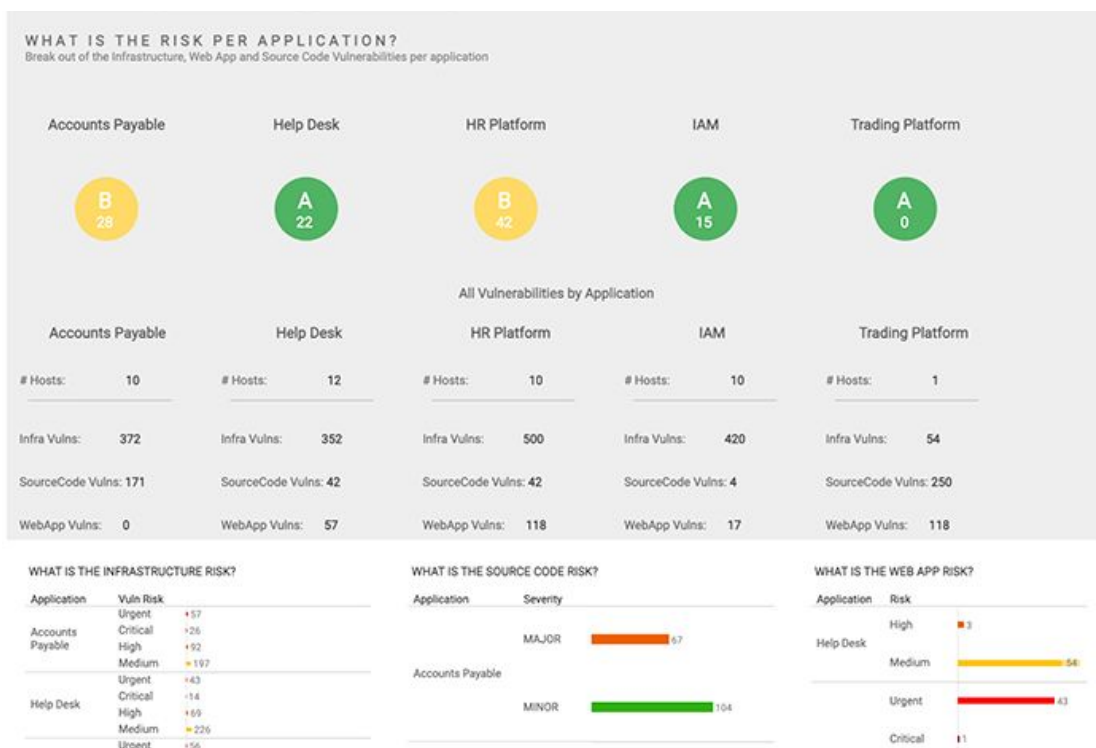 WHAT IS THE RISK PER APPLICATION?
Break out of the Infrastructure, Web App and Source Code Vulnerabilities per application
Accounts Payable Help Desk HR Platform IAM Trading Platform
B A B A A
28 22 42 15 0
All Vulnerabilities by Application
Accounts Payable Help Desk HR Platform IAM Trading Platform
# Hosts: 10 # Hosts: 12 # Hosts: 10 # Hosts: 10 # Hosts: 1
Infra Vulns: 372 Infra Vulns: 352 Infra Vulns: 500 Infra Vulns: 420 Infra Vulns: 54
SourceCode Vulns: 171 SourceCode Vulns: 42 SourceCode Vulns: 42 SourceCode Vulns: 4 SourceCode Vulns: 250
WebApp Vulns: 0 WebApp Vulns: 57 WebApp Vulns: 118 WebApp Vulns: 17 WebApp Vulns: 118
WHAT IS THE INFRASTRUCTURE RISK?
Application Vuln Risk
Accounts Payable
Urgent 57
Critical 26
High 92
Medium 197
Help Desk
Urgent 43
Critical 14
High 69
Medium 226
Urgent 56
WHAT IS THE SOURCE CODE RISK?
Application Severity
Accounts Payable
MAJOR 67
MINOR 104
WHAT IS THE WEB APP RISK?
Application Risk
Help Desk
High 3
Medium 54
Urgent 43
Critical 1